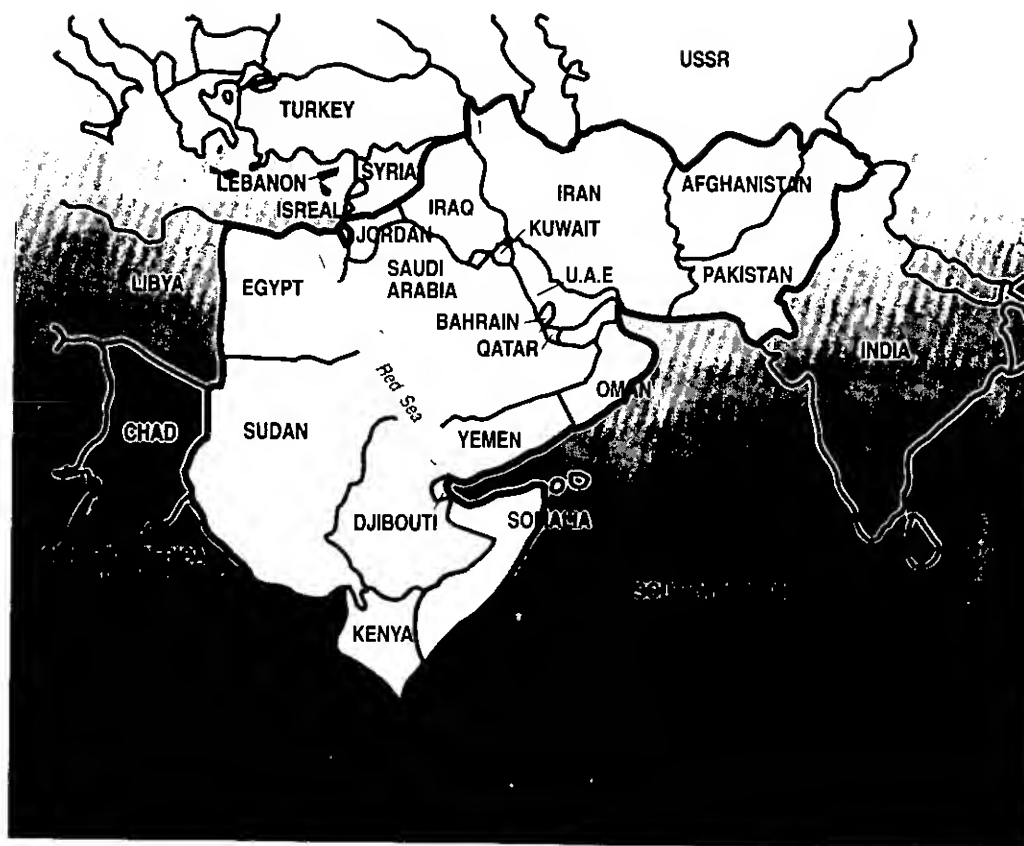 USSR
TURKEY
SYRIA
AFGHANISTAN
LEBANON
IRAN
ISREAL
IRAQ
KUWAIT
JORDAN
SAUDI
ARABIA
LIBYA
EGYPT
U.A.E
PAKISTAN
BAHRAIN
QATAR
INDIA
Red Sea
OMAN
CHAD
SUDAN
YEMEN
DJIBOUTI
SOMALIA
KENYA